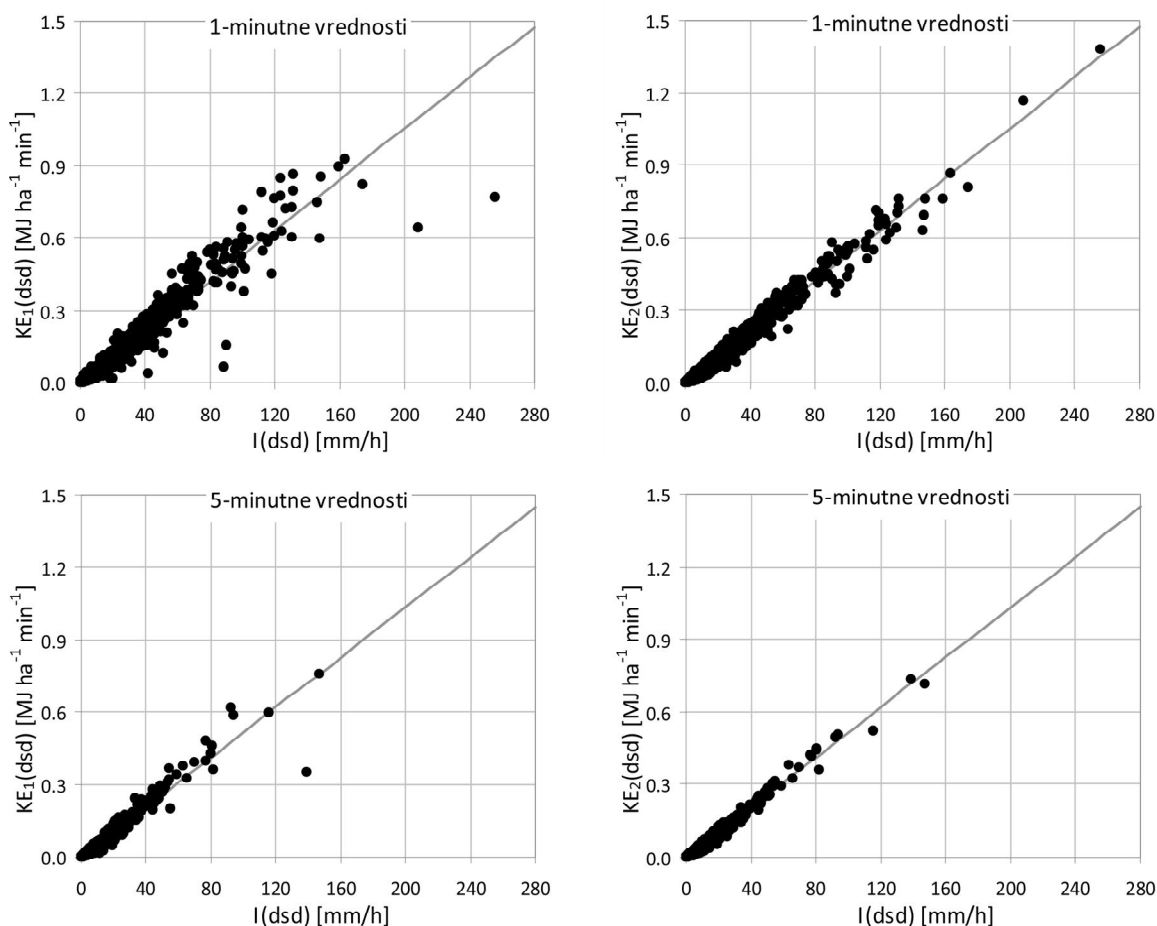 1-minutne vrednosti
KE₁(dsd) [MJ ha⁻¹ min⁻¹]
1.5
1.2
0.9
0.6
0.3
0.0
0 40 80 120 160 200 240 280
I(dsd) [mm/h]
1-minutne vrednosti
KE₂(dsd) [MJ ha⁻¹ min⁻¹]
1.5
1.2
0.9
0.6
0.3
0.0
0 40 80 120 160 200 240 280
I(dsd) [mm/h]
5-minutne vrednosti
KE₁(dsd) [MJ ha⁻¹ min⁻¹]
1.5
1.2
0.9
0.6
0.3
0.0
0 40 80 120 160 200 240 280
I(dsd) [mm/h]
5-minutne vrednosti
KE₂(dsd) [MJ ha⁻¹ min⁻¹]
1.5
1.2
0.9
0.6
0.3
0.0
0 40 80 120 160 200 240 280
I(dsd) [mm/h]